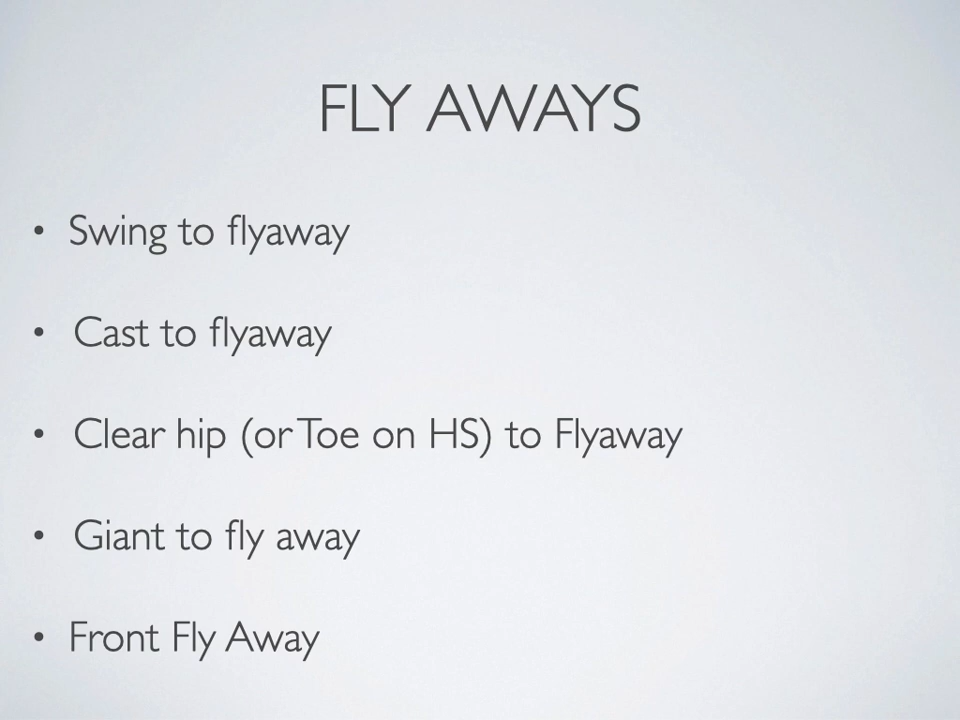 FLY AWAYS
• Swing to flyaway
• Cast to flyaway
• Clear hip (or Toe on HS) to Flyaway
• Giant to fly away
• Front Fly Away